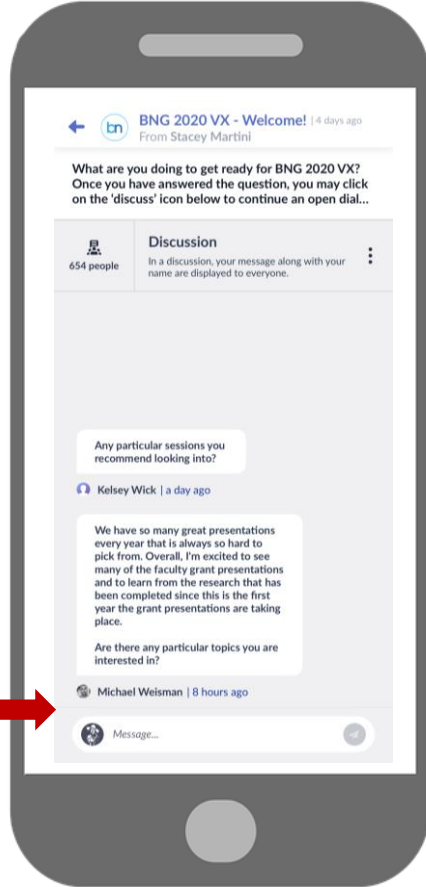 bn
BNG 2020 VX - Welcome! | 4 days ago
From Stacey Martini
What are you doing to get ready for BNG 2020 VX?
Once you have answered the question, you may click
on the 'discuss' icon below to continue an open dial...
654 people
Discussion
In a discussion, your message along with your
name are displayed to everyone.
Any particular sessions you
recommend looking into?
Kelsey Wick | a day ago
We have so many great presentations
every year that is always so hard to
pick from. Overall, I'm excited to see
many of the faculty grant presentations
and to learn from the research that has
been completed since this is the first
year the grant presentations are taking
place.
Are there any particular topics you are
interested in?
Michael Weisman | 8 hours ago
Message...